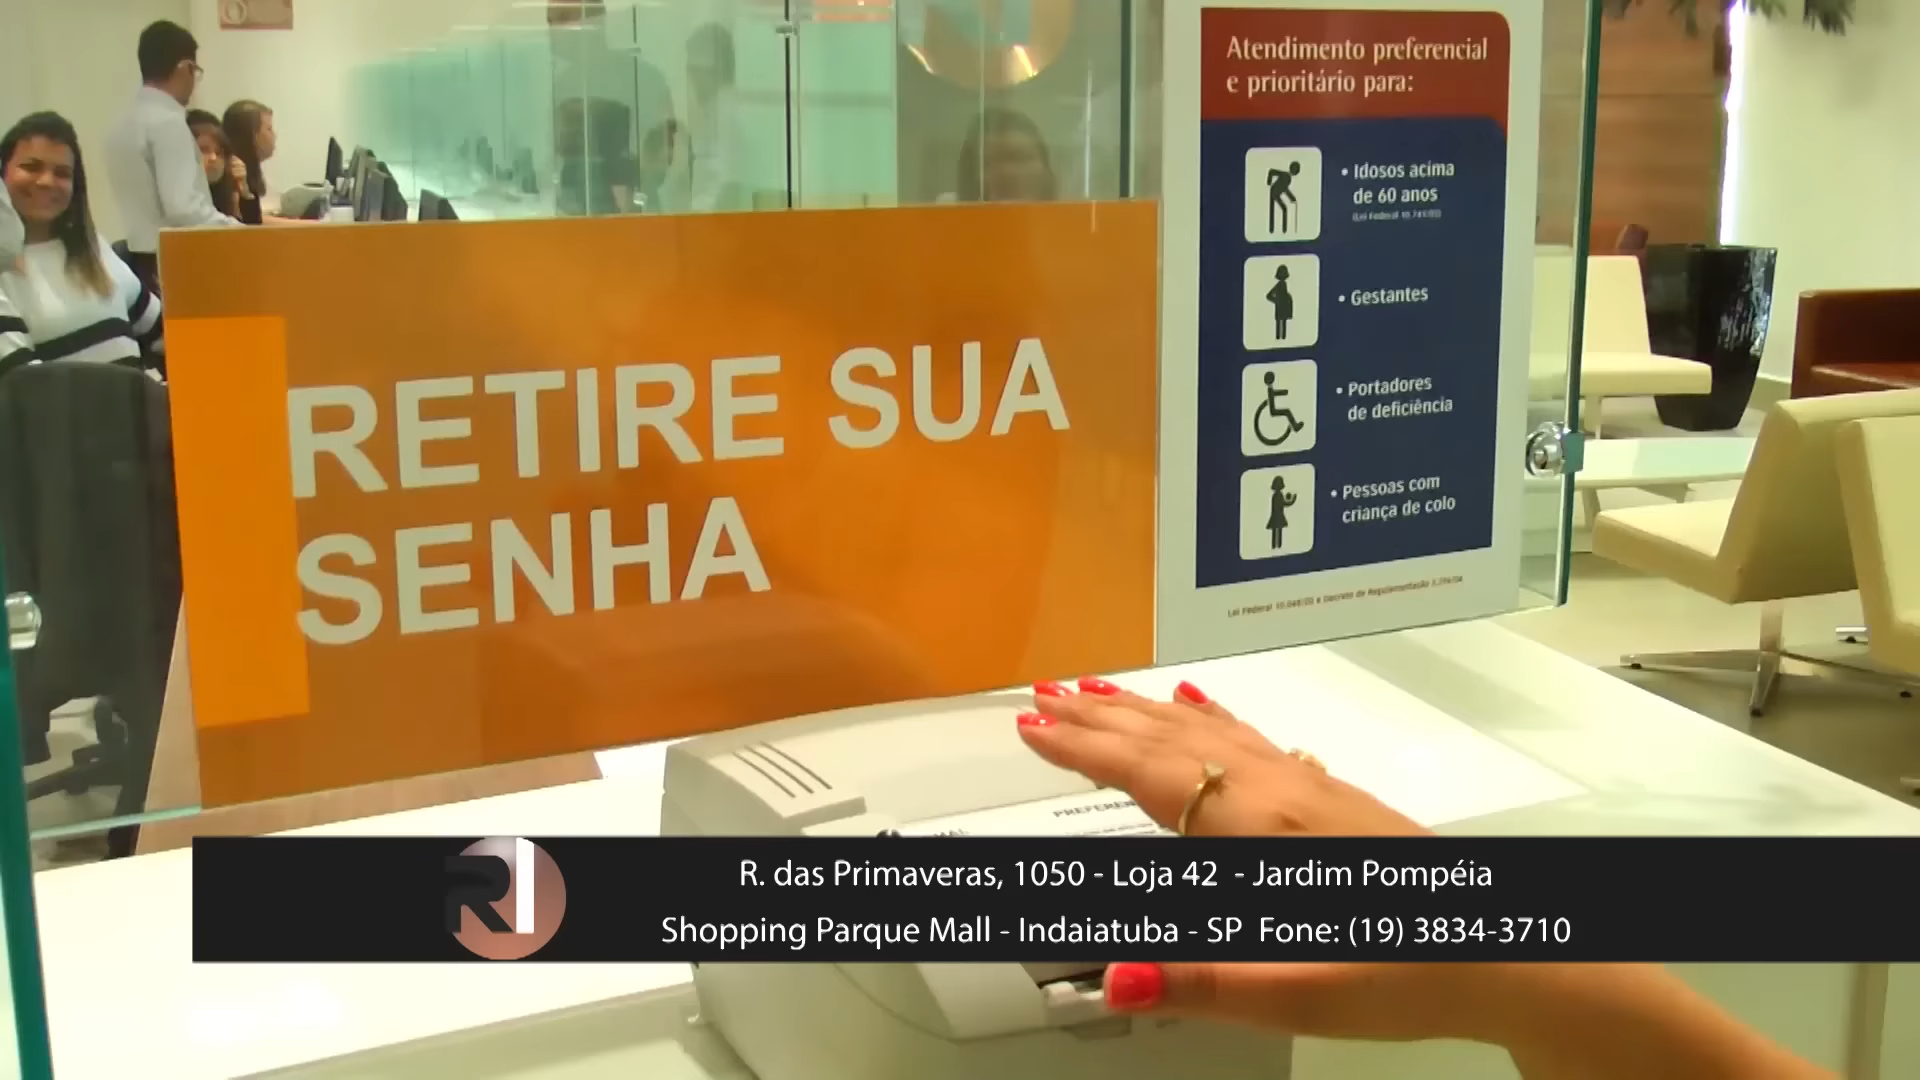 Atendimento preferencial
e prioritário para:
• Idosos acima
de 60 anos
• Gestantes
• Portadores
de deficiência
• Pessoas com
criança de colo
RETIRE SUA
SENHA
RI
R. das Primaveras, 1050 - Loja 42 - Jardim Pompéia
Shopping Parque Mall - Indaiatuba - SP Fone: (19) 3834-3710